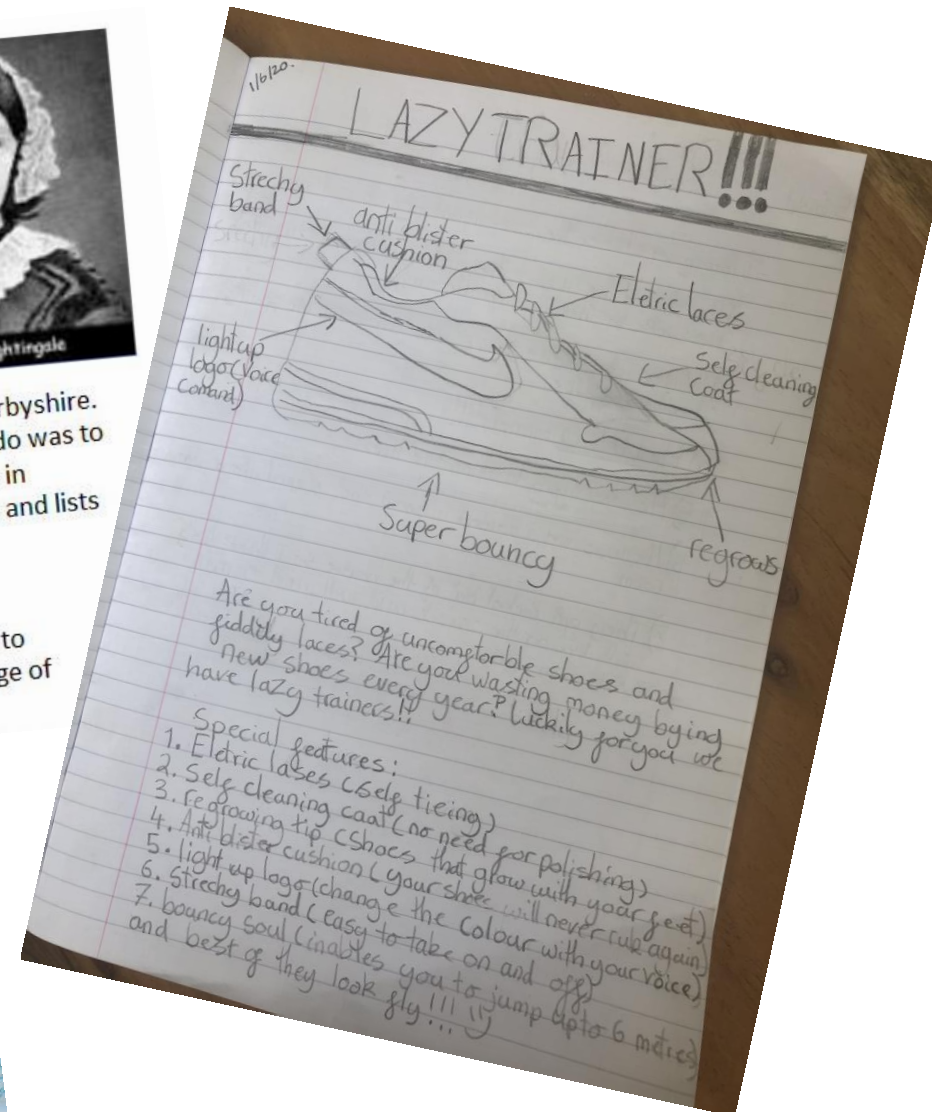 htingale
rbyshire.
do was to
in
and lists
to
ge of
1/6/20.
LAZY TRAINER!!!
Strechy
band
anti blister
cushion
Eletric laces
light up
logo (voice
comand)
Self cleaning
coat
Super bouncy
regrows
Are you tired of uncomftorble shoes and
fiddily laces? Are you wasting money bying
new shoes every year? Luckily for you we
have lazy trainers!!
Special features:
1. Eletric lases (self tieing)
2. Self cleaning coat (no need for polishing)
3. regrowing tip (shoes that glow with your feet)
4. Anti blister cushion (your shoes will never rub again)
5. light up logo (change the colour with your voice)
6. Strechy band (easy to take on and off)
7. bouncy soul (inables you to jump upto 6 metres)
and best of they look fly!!!